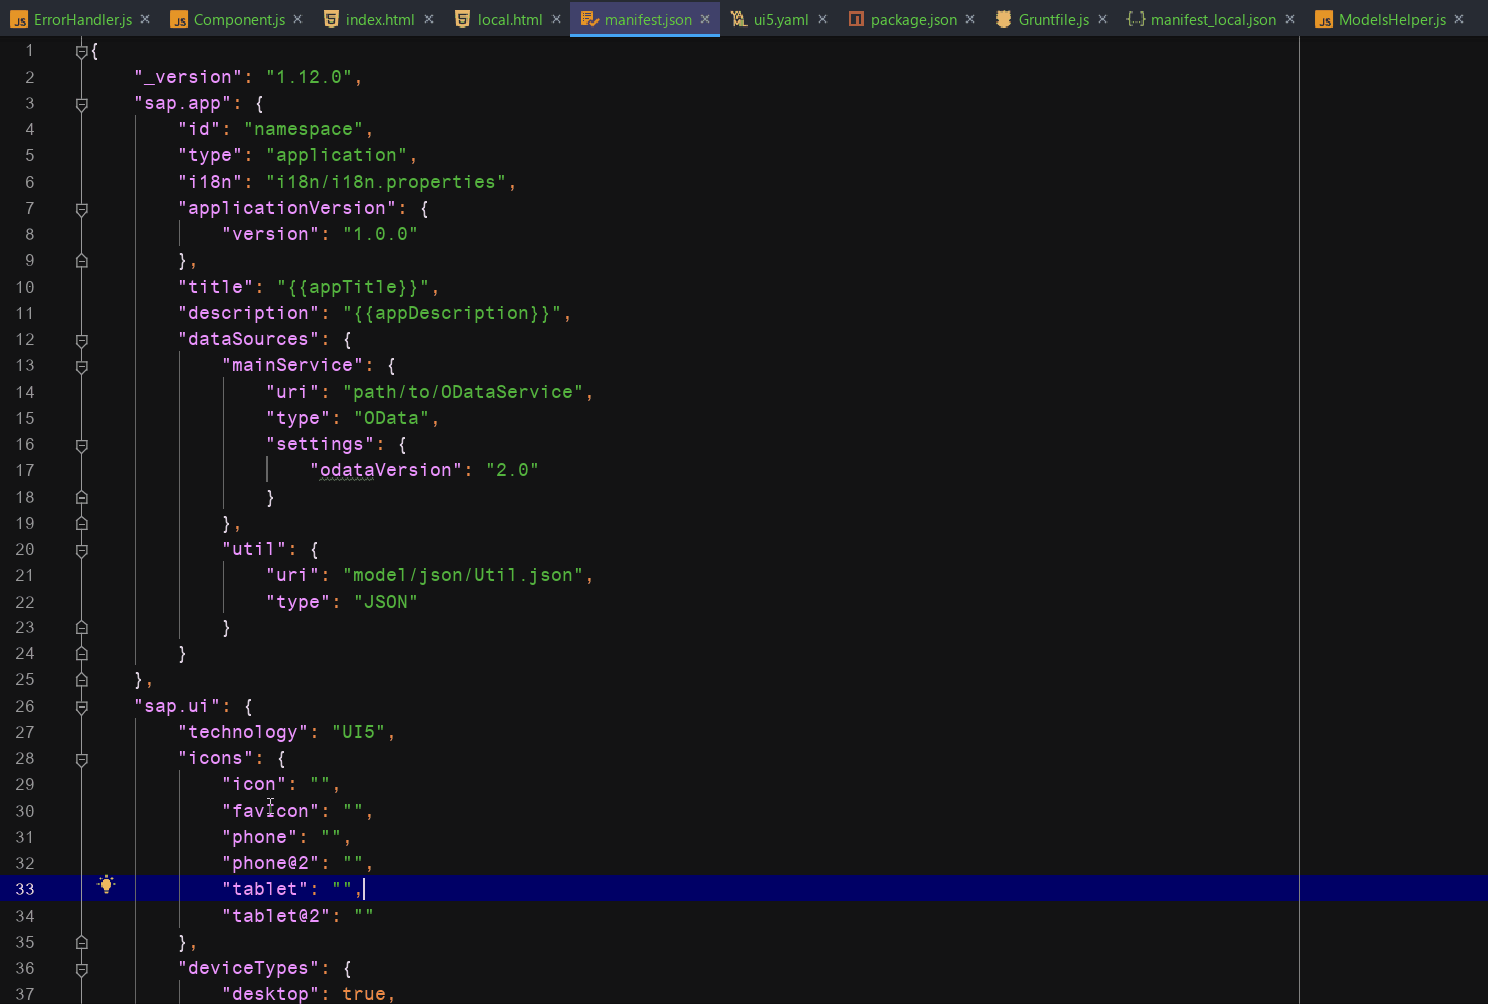 ErrorHandler.js Component.js index.html local.html manifest.json ui5.yaml package.json Gruntfile.js manifest_local.json ModelsHelper.js
1 {
2 "_version": "1.12.0",
3 "sap.app": {
4 "id": "namespace",
5 "type": "application",
6 "i18n": "i18n/i18n.properties",
7 "applicationVersion": {
8 "version": "1.0.0"
9 },
10 "title": "{{appTitle}}",
11 "description": "{{appDescription}}",
12 "dataSources": {
13 "mainService": {
14 "uri": "path/to/ODataService",
15 "type": "OData",
16 "settings": {
17 "odataVersion": "2.0"
18 }
19 },
20 "util": {
21 "uri": "model/json/Util.json",
22 "type": "JSON"
23 }
24 }
25 },
26 "sap.ui": {
27 "technology": "UI5",
28 "icons": {
29 "icon": "",
30 "favicon": "",
31 "phone": "",
32 "phone@2": "",
33 "tablet": "",
34 "tablet@2": ""
35 },
36 "deviceTypes": {
37 "desktop": true,